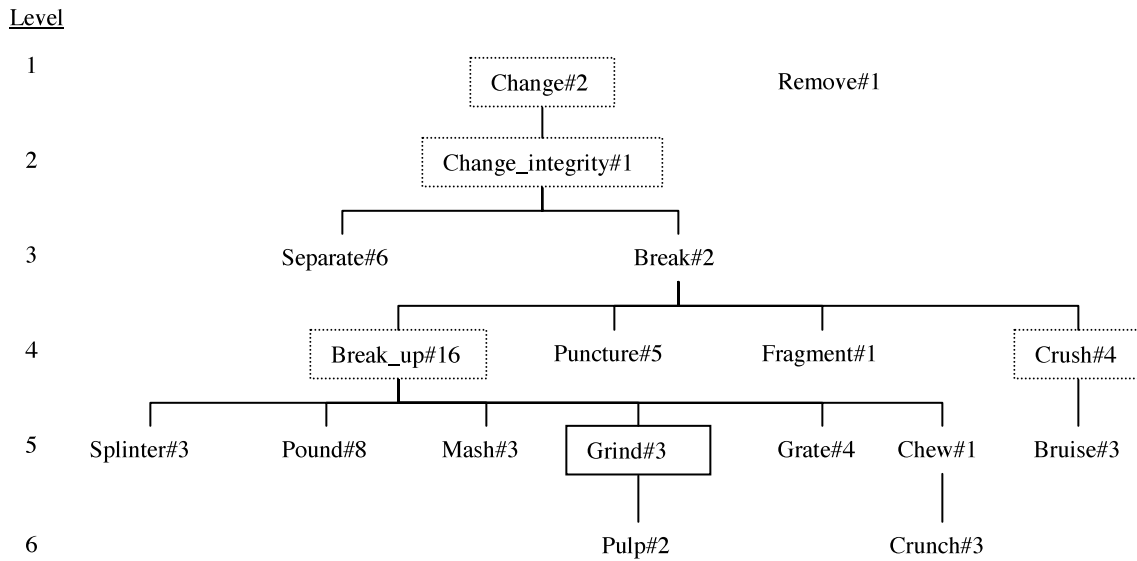 Level
1 Change#2 Remove#1
2 Change_integrity#1
3 Separate#6 Break#2
4 Break_up#16 Puncture#5 Fragment#1 Crush#4
5 Splinter#3 Pound#8 Mash#3 Grind#3 Grate#4 Chew#1 Bruise#3
6 Pulp#2 Crunch#3